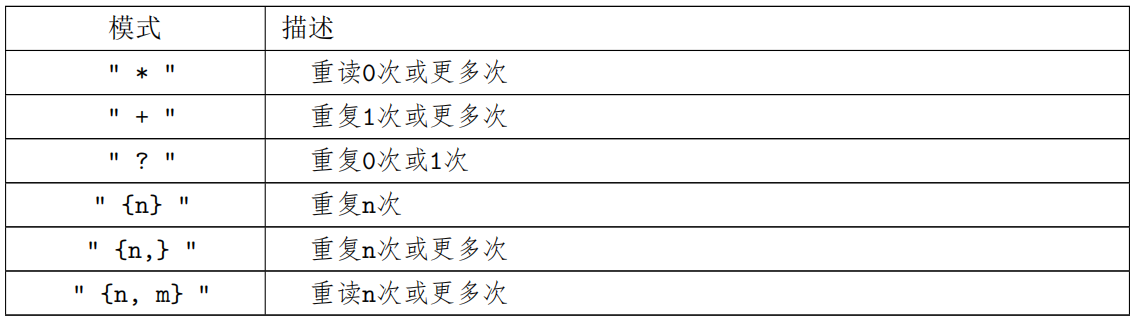 模式 描述
" * " 重读0次或更多次
" + " 重复1次或更多次
" ? " 重复0次或1次
" {n} " 重复n次
" {n,} " 重复n次或更多次
" {n, m} " 重读n次或更多次